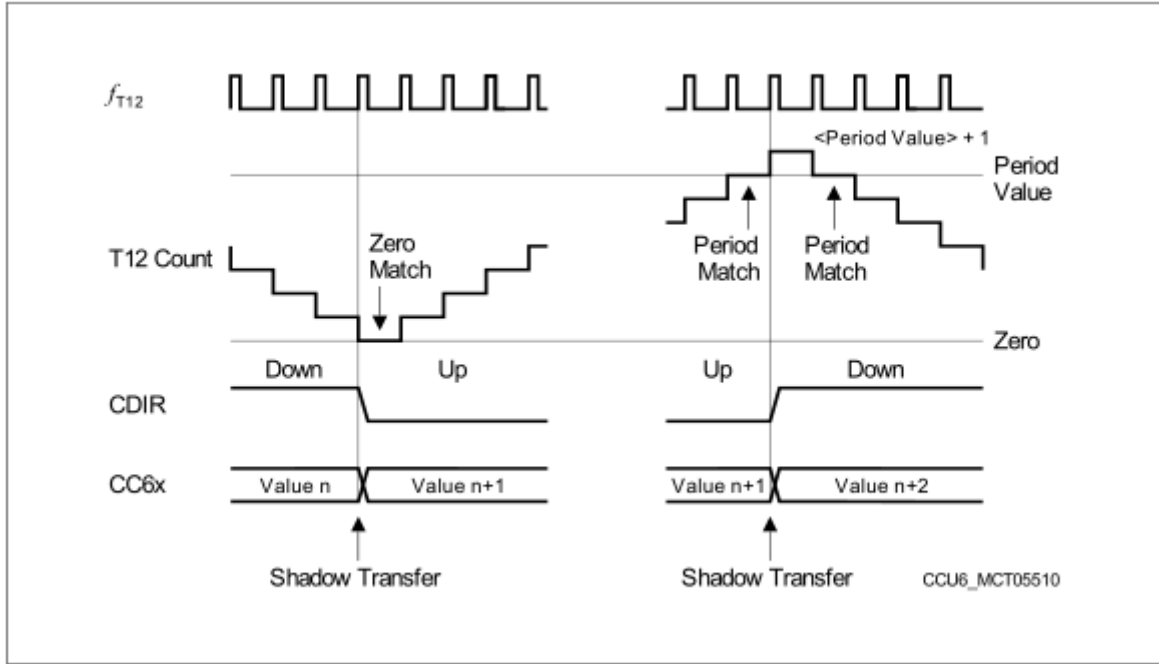 fT12
<Period Value> + 1
Period
Value
Zero
Match
Period
Match
Period
Match
T12 Count
Zero
Down
Up
Up
Down
CDIR
CC6x
Value n
Value n+1
Value n+1
Value n+2
Shadow Transfer
Shadow Transfer
CCU6_MCT05510